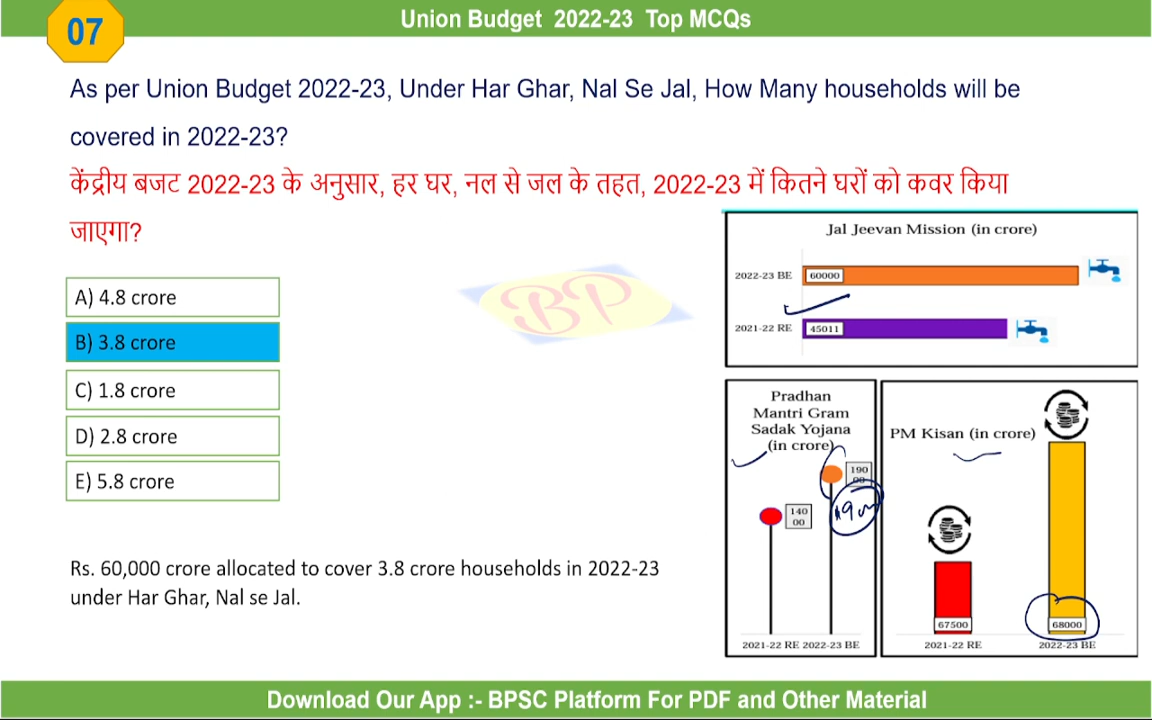 07
Union Budget 2022-23 Top MCQs
As per Union Budget 2022-23, Under Har Ghar, Nal Se Jal, How Many households will be
covered in 2022-23?
केंद्रीय बजट 2022-23 के अनुसार, हर घर, नल से जल के तहत, 2022-23 में कितने घरों को कवर किया
जाएगा?
A) 4.8 crore
B) 3.8 crore
C) 1.8 crore
D) 2.8 crore
E) 5.8 crore
Rs. 60,000 crore allocated to cover 3.8 crore households in 2022-23
under Har Ghar, Nal se Jal.
BP
Jal Jeevan Mission (in crore)
2022-23 BE
60000
2021-22 RE
45011
Pradhan
Mantri Gram
Sadak Yojana
(in crore)
190
00
140
00
2021-22 RE 2022-23 BE
PM Kisan (in crore)
67500
68000
2021-22 RE
2022-23 BE
Download Our App :- BPSC Platform For PDF and Other Material